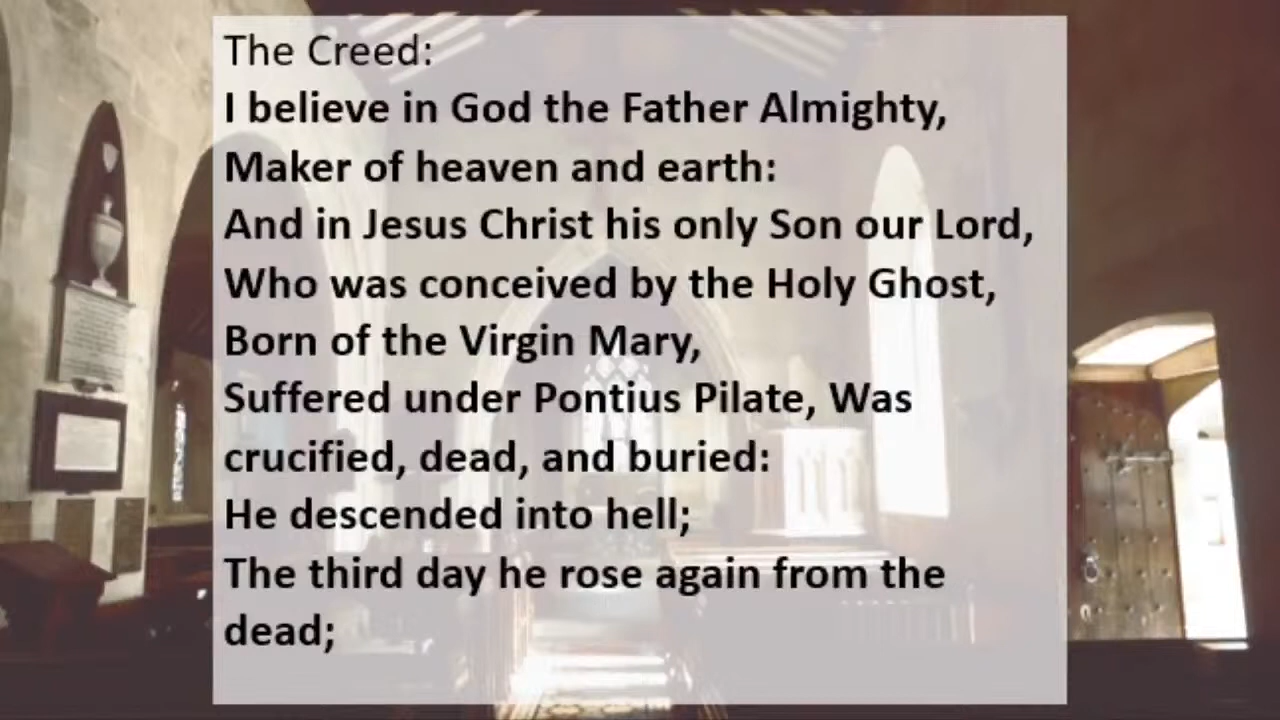 The Creed:
I believe in God the Father Almighty,
Maker of heaven and earth:
And in Jesus Christ his only Son our Lord,
Who was conceived by the Holy Ghost,
Born of the Virgin Mary,
Suffered under Pontius Pilate, Was
crucified, dead, and buried:
He descended into hell;
The third day he rose again from the
dead;